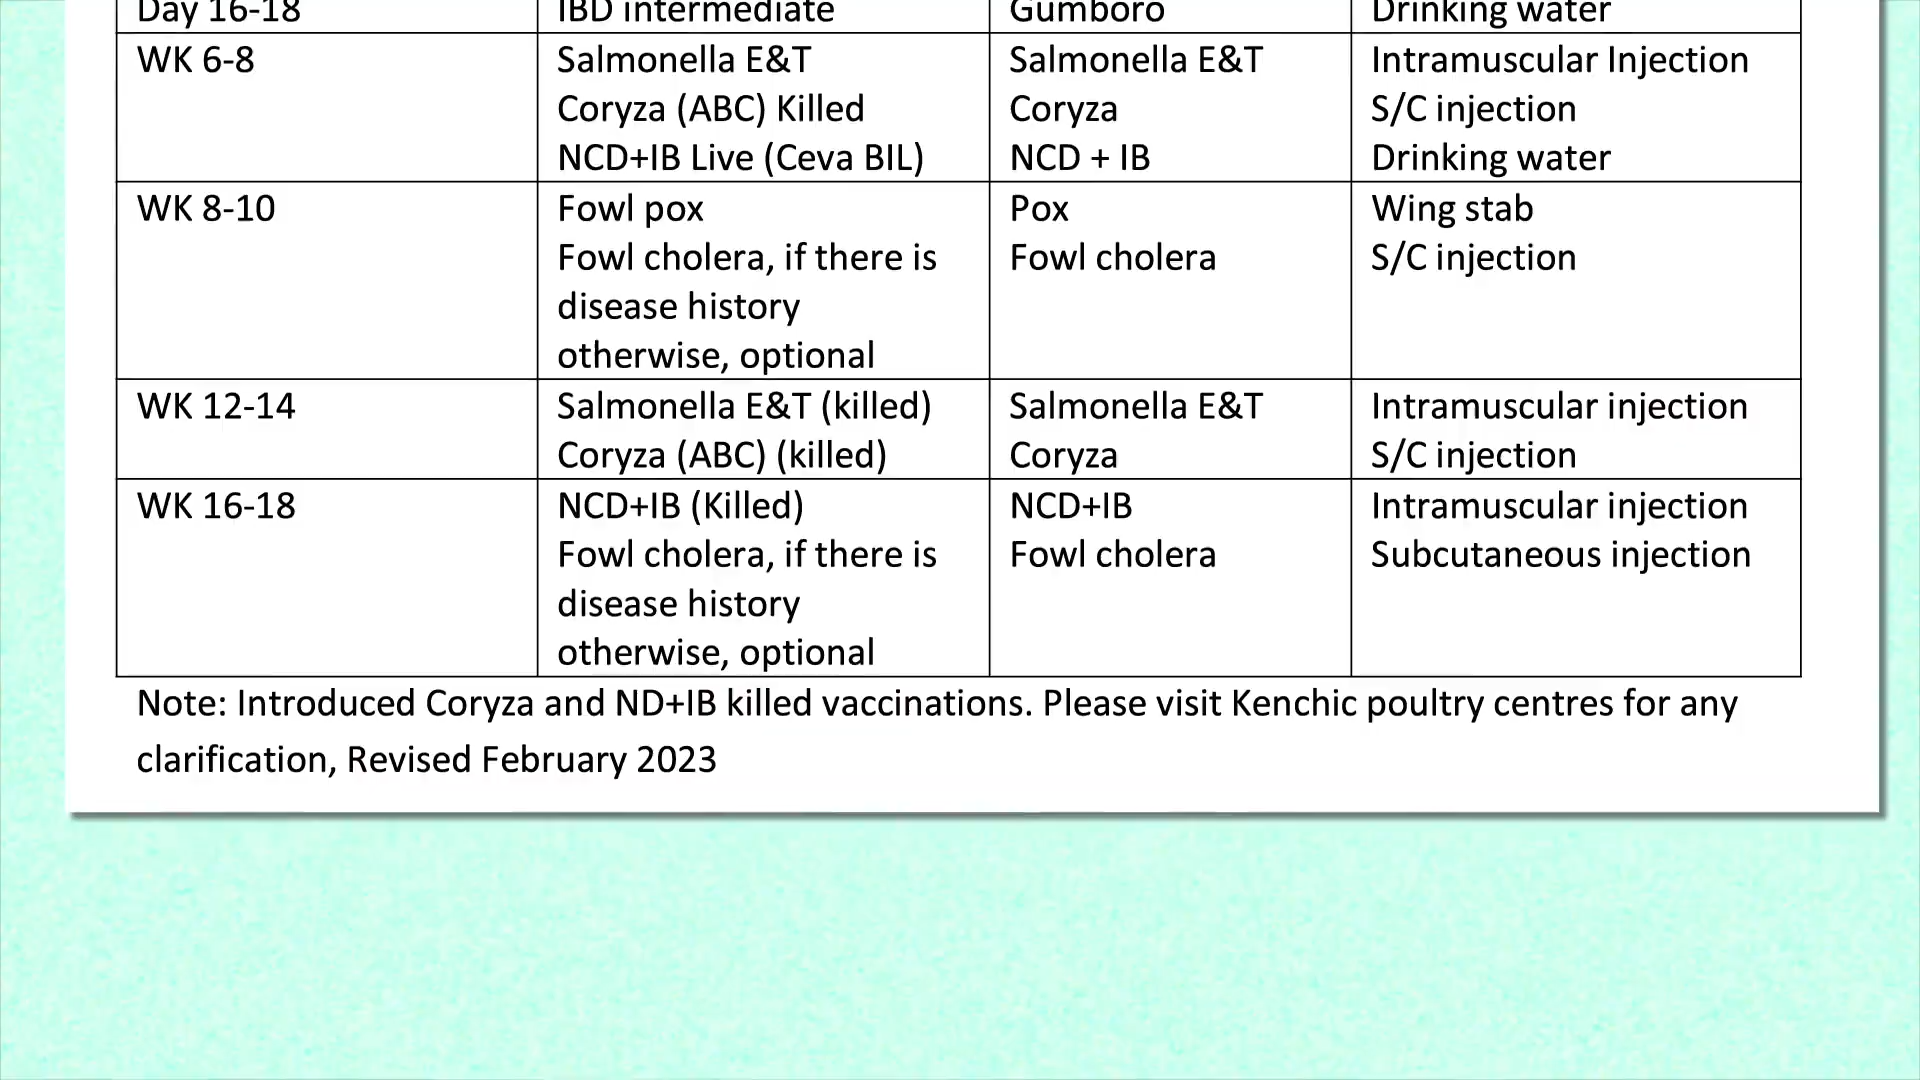 Day 16-18 IBD intermediate Gumboro Drinking water
WK 6-8 Salmonella E&T Salmonella E&T Intramuscular Injection
Coryza (ABC) Killed Coryza S/C injection
NCD+IB Live (Ceva BIL) NCD + IB Drinking water
WK 8-10 Fowl pox Pox Wing stab
Fowl cholera, if there is Fowl cholera S/C injection
disease history
otherwise, optional
WK 12-14 Salmonella E&T (killed) Salmonella E&T Intramuscular injection
Coryza (ABC) (killed) Coryza S/C injection
WK 16-18 NCD+IB (Killed) NCD+IB Intramuscular injection
Fowl cholera, if there is Fowl cholera Subcutaneous injection
disease history
otherwise, optional
Note: Introduced Coryza and ND+IB killed vaccinations. Please visit Kenchic poultry centres for any
clarification, Revised February 2023